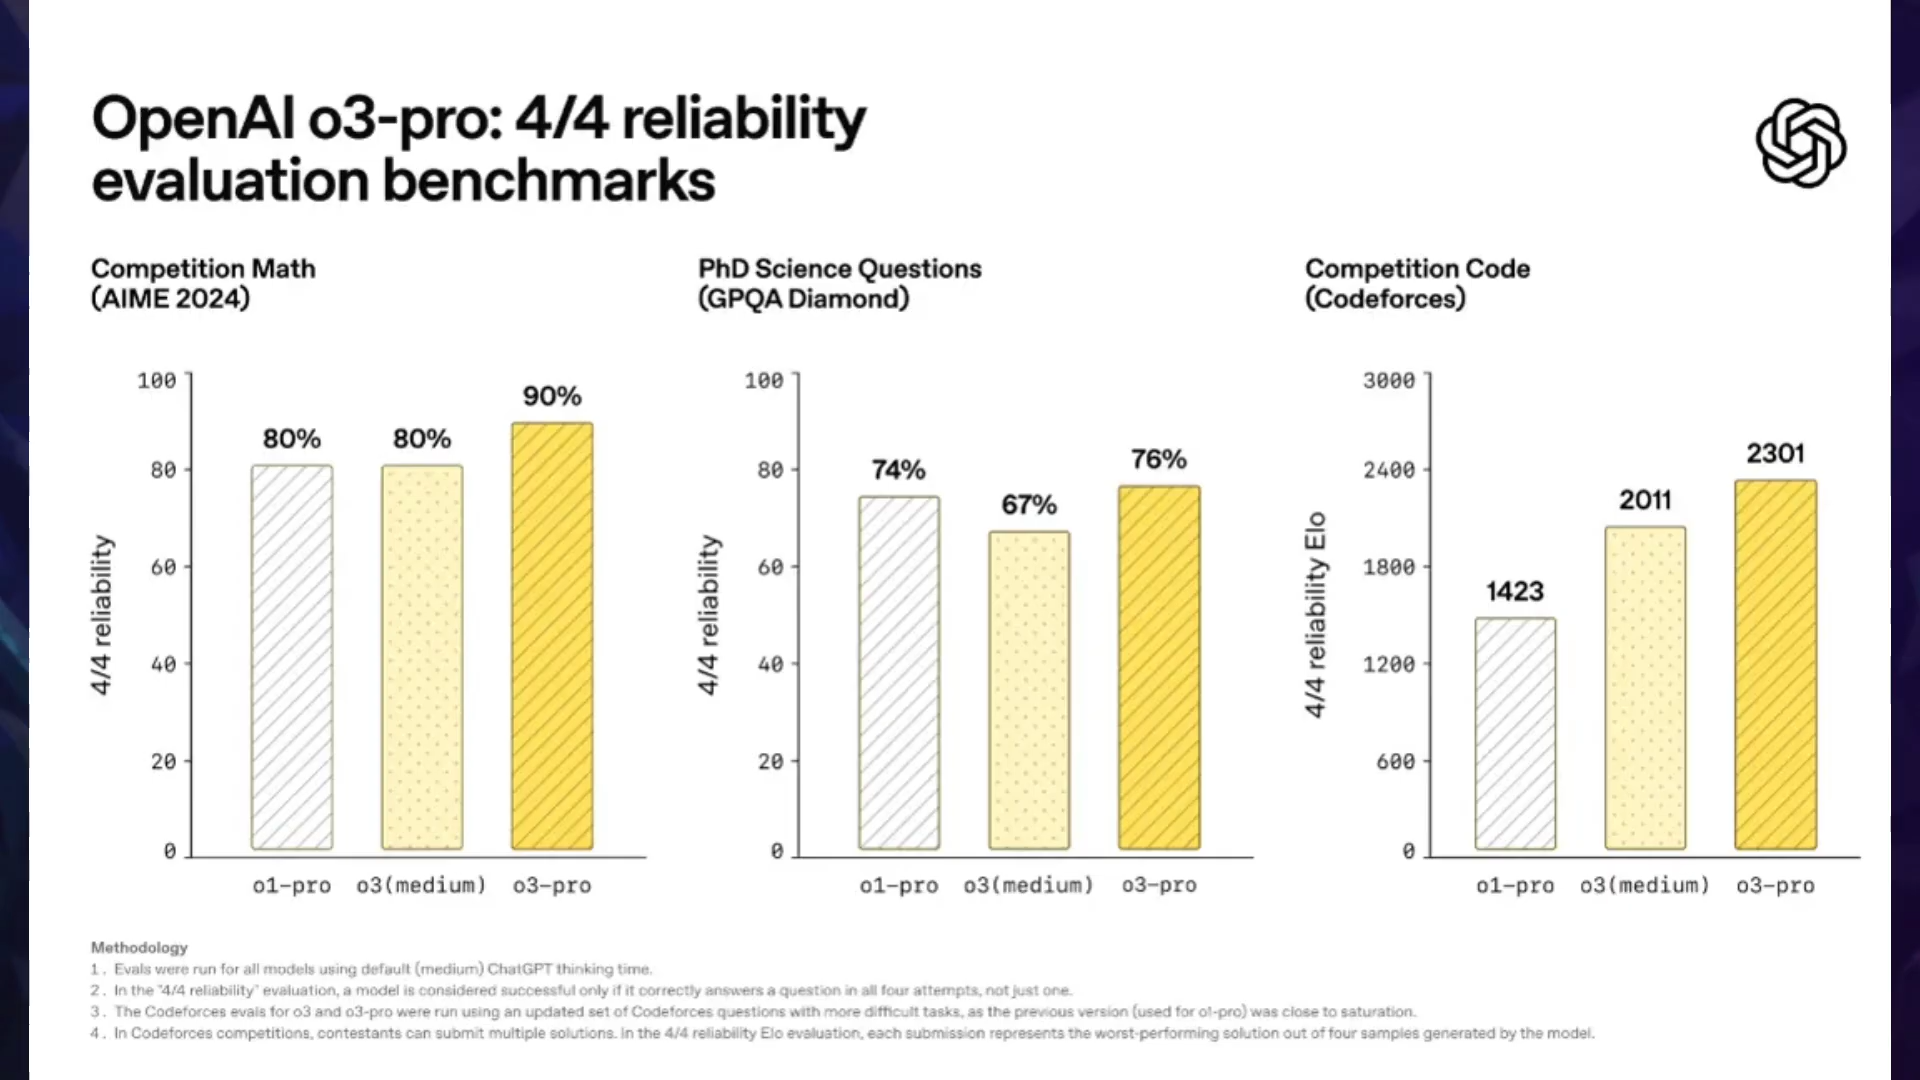 OpenAI o3-pro: 4/4 reliability
evaluation benchmarks
Competition Math
(AIME 2024)
4/4 reliability
100
80
60
40
20
0
80%
80%
90%
o1-pro
o3(medium)
o3-pro
PhD Science Questions
(GPQA Diamond)
4/4 reliability
100
80
60
40
20
0
74%
67%
76%
o1-pro
o3(medium)
o3-pro
Competition Code
(Codeforces)
4/4 reliability Elo
3000
2400
1800
1200
600
0
1423
2011
2301
o1-pro
o3(medium)
o3-pro
Methodology
1. Evals were run for all models using default (medium) ChatGPT thinking time.
2. In the "4/4 reliability" evaluation, a model is considered successful only if it correctly answers a question in all four attempts, not just one.
3. The Codeforces evals for o3 and o3-pro were run using an updated set of Codeforces questions with more difficult tasks, as the previous version (used for o1-pro) was close to saturation.
4. In Codeforces competitions, contestants can submit multiple solutions. In the 4/4 reliability Elo evaluation, each submission represents the worst-performing solution out of four samples generated by the model.